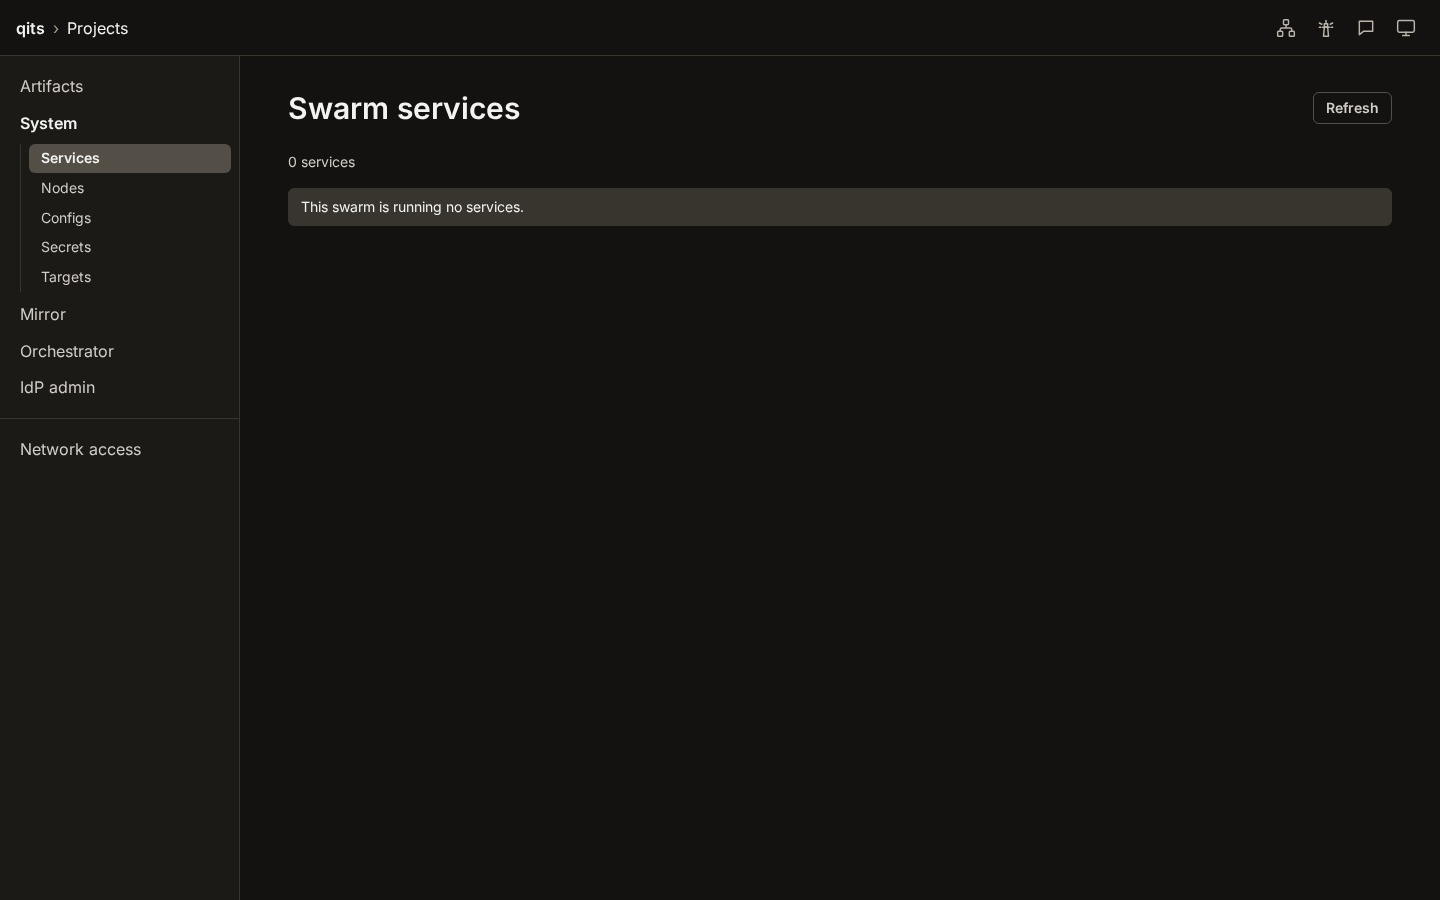 qits › Projects
Artifacts
System
Services
Nodes
Configs
Secrets
Targets
Mirror
Orchestrator
IdP admin
Network access
Swarm services
Refresh
0 services
This swarm is running no services.